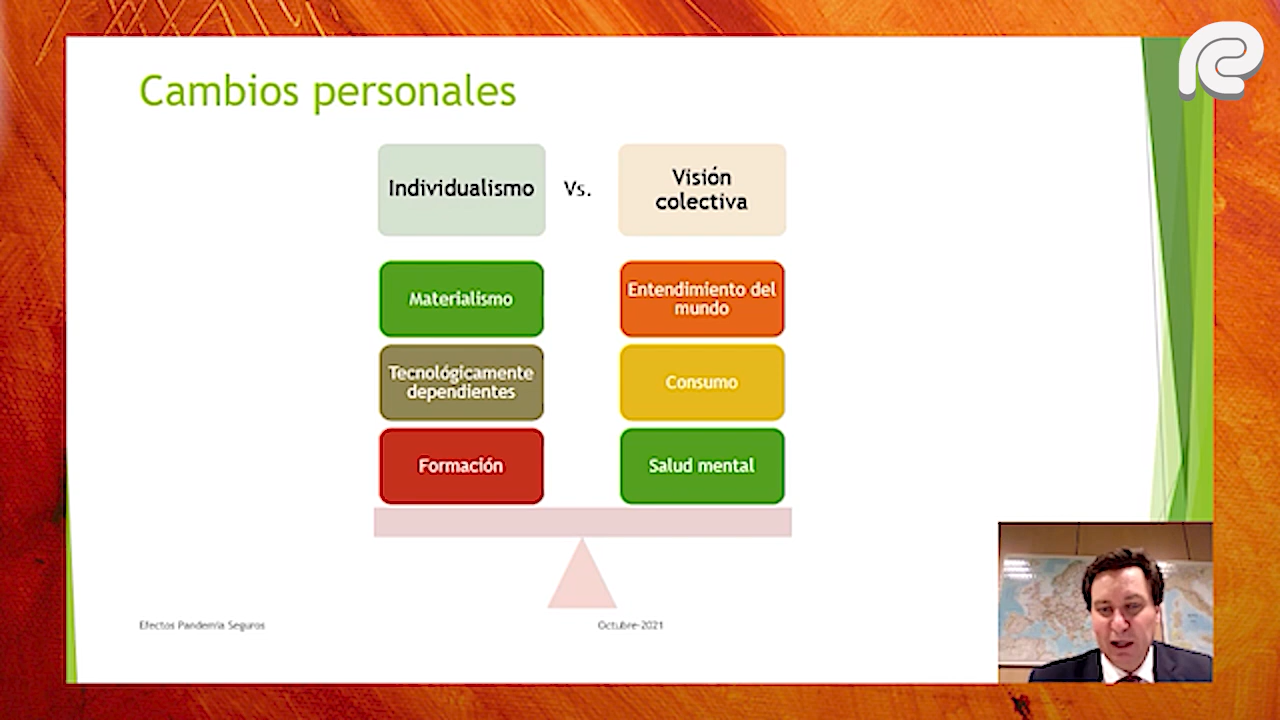 Cambios personales
Individualismo
Vs.
Visión
colectiva
Materialismo
Entendimiento del
mundo
Tecnológicamente
dependientes
Consumo
Formación
Salud mental
Efectos Pandemia Seguros
Octubre-2021